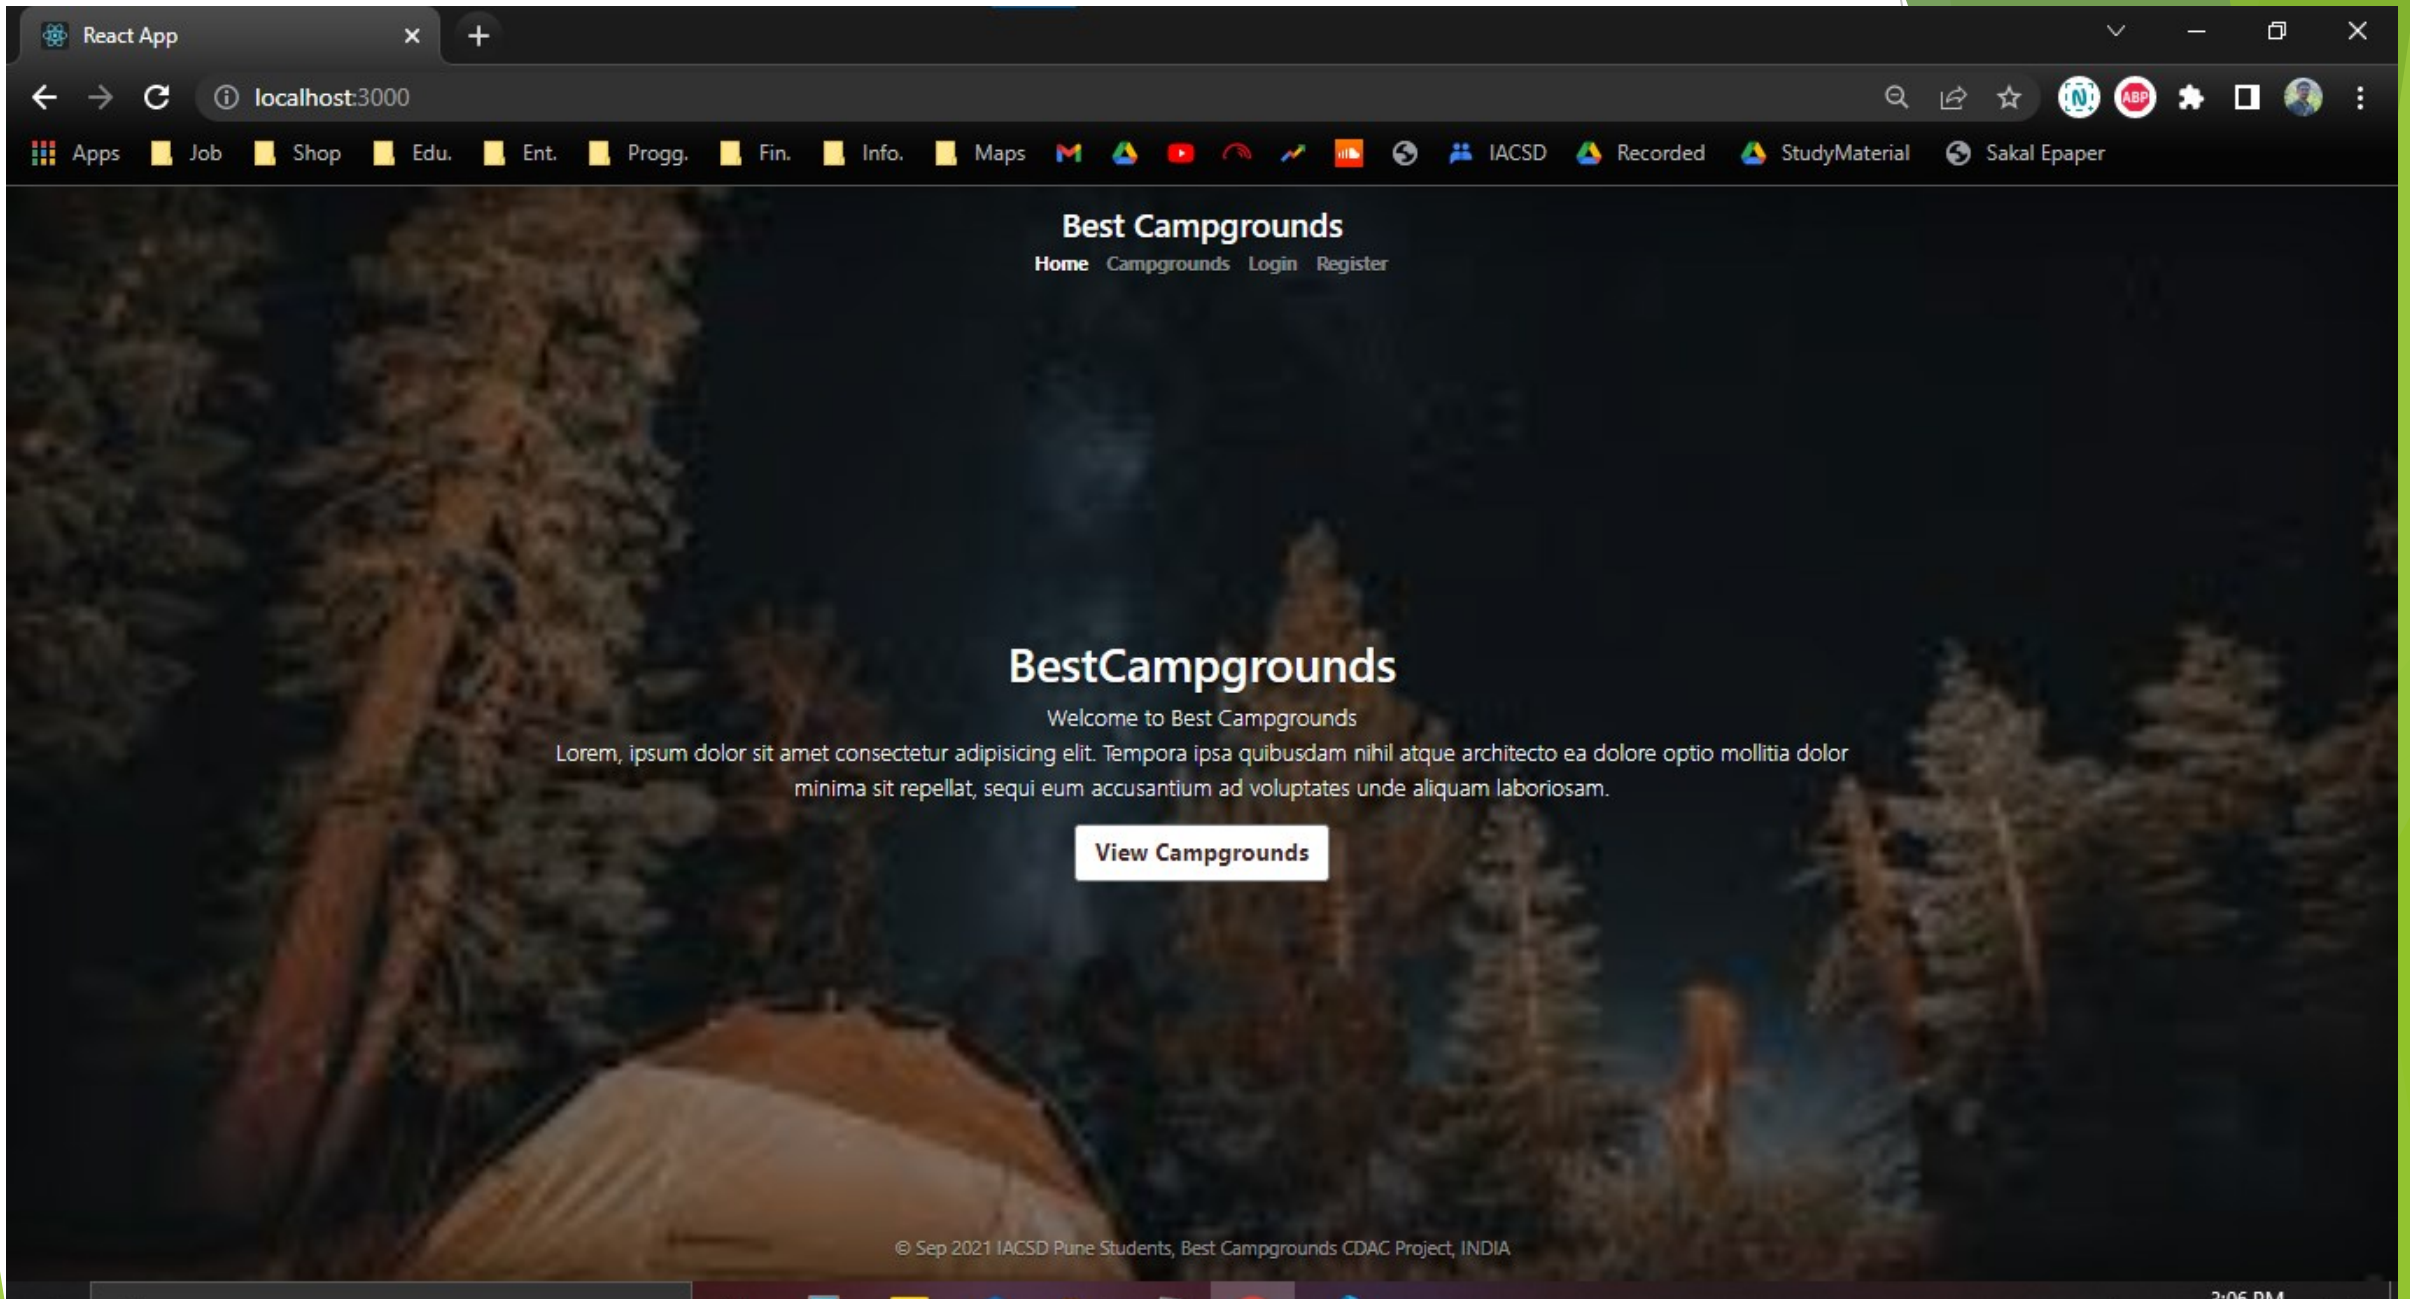 React App
localhost:3000
ABP
Apps Job Shop Edu. Ent. Progg. Fin. Info. Maps IACSD Recorded StudyMaterial Sakal Epaper
Best Campgrounds
Home Campgrounds Login Register
BestCampgrounds
Welcome to Best Campgrounds
Lorem, ipsum dolor sit amet consectetur adipisicing elit. Tempora ipsa quibusdam nihil atque architecto ea dolore optio mollitia dolor
minima sit repellat, sequi eum accusantium ad voluptates unde aliquam laboriosam.
View Campgrounds
© Sep 2021 IACSD Pune Students, Best Campgrounds CDAC Project, INDIA